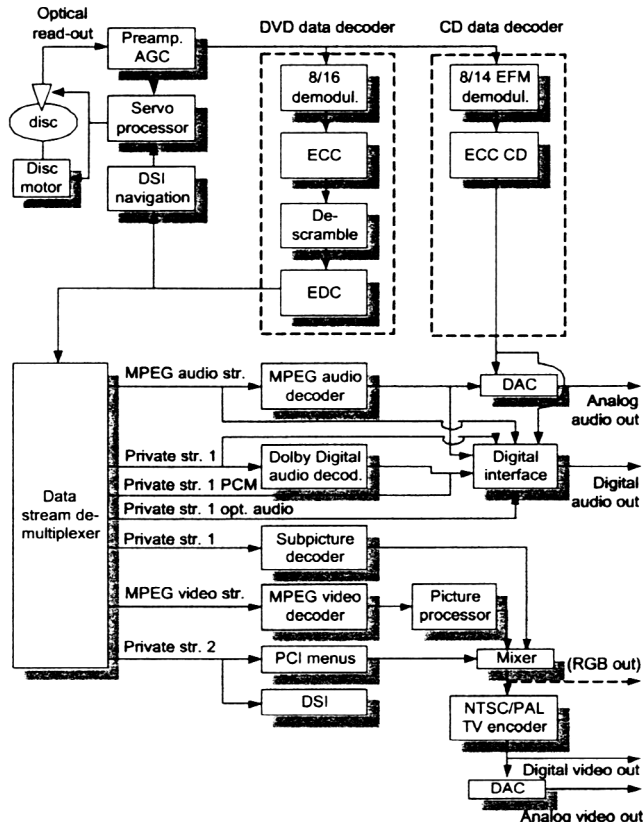 Optical
read-out
DVD data decoder
CD data decoder
Preamp.
AGC
8/16
demodul.
8/14 EFM
demodul.
disc
Servo
processor
ECC
ECC CD
Disc
motor
DSI
navigation
De-
scramble
EDC
MPEG audio str.
MPEG audio
decoder
DAC
Analog
audio out
Private str. 1
Dolby Digital
audio decod.
Digital
interface
Digital
audio out
Private str. 1 PCM
Data
stream de-
multiplexer
Private str. 1 opt. audio
Private str. 1
Subpicture
decoder
MPEG video str.
MPEG video
decoder
Picture
processor
Private str. 2
PCI menus
Mixer
(RGB out)
DSI
NTSC/PAL
TV encoder
Digital video out
DAC
Analog video out